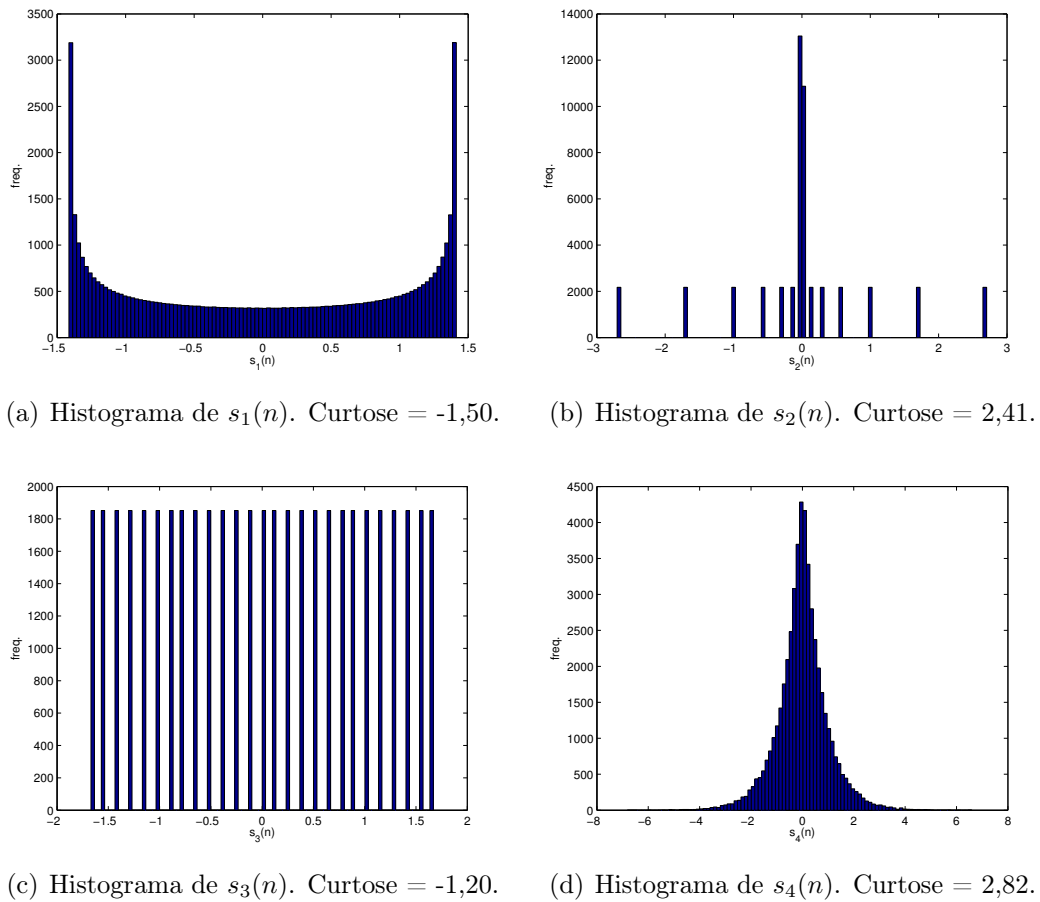 3500
3000
2500
2000
1500
1000
500
0
freq.
−1.5 −1 −0.5 0 0.5 1 1.5
s₁(n)
(a) Histograma de s₁(n). Curtose = -1,50.
14000
12000
10000
8000
6000
4000
2000
0
freq.
−3 −2 −1 0 1 2 3
s₂(n)
(b) Histograma de s₂(n). Curtose = 2,41.
2000
1800
1600
1400
1200
1000
800
600
400
200
0
freq.
−2 −1.5 −1 −0.5 0 0.5 1 1.5 2
s₃(n)
(c) Histograma de s₃(n). Curtose = -1,20.
4500
4000
3500
3000
2500
2000
1500
1000
500
0
freq.
−8 −6 −4 −2 0 2 4 6 8
s₄(n)
(d) Histograma de s₄(n). Curtose = 2,82.